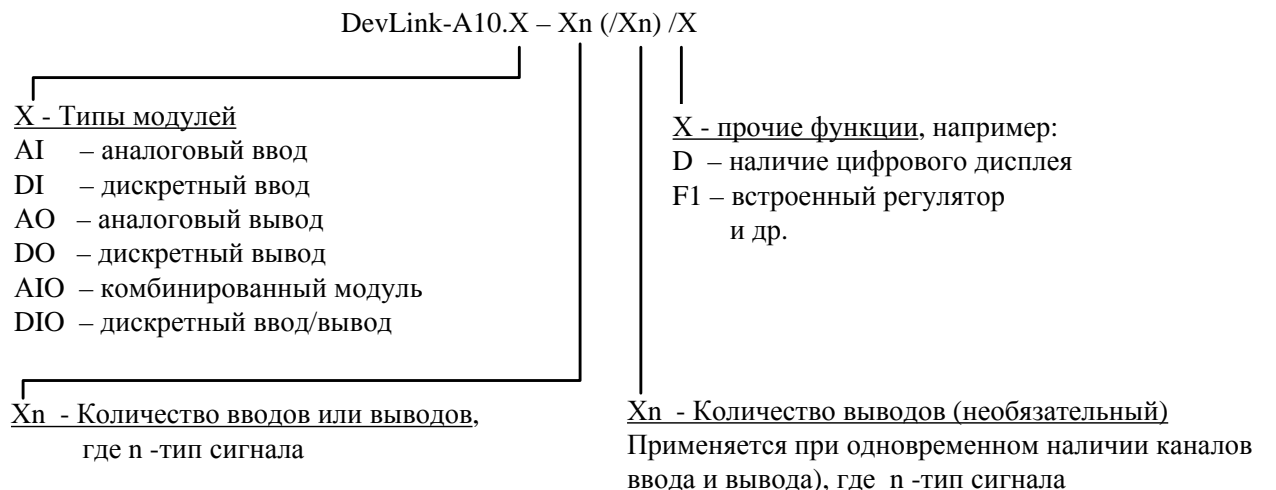 DevLink-A10.X – Xn (/Xn) /X
X - Типы модулей
AI – аналоговый ввод
DI – дискретный ввод
AO – аналоговый вывод
DO – дискретный вывод
AIO – комбинированный модуль
DIO – дискретный ввод/вывод
X - прочие функции, например:
D – наличие цифрового дисплея
F1 – встроенный регулятор
и др.
Xn - Количество вводов или выводов,
где n -тип сигнала
Xn - Количество выводов (необязательный)
Применяется при одновременном наличии каналов
ввода и вывода), где n -тип сигнала